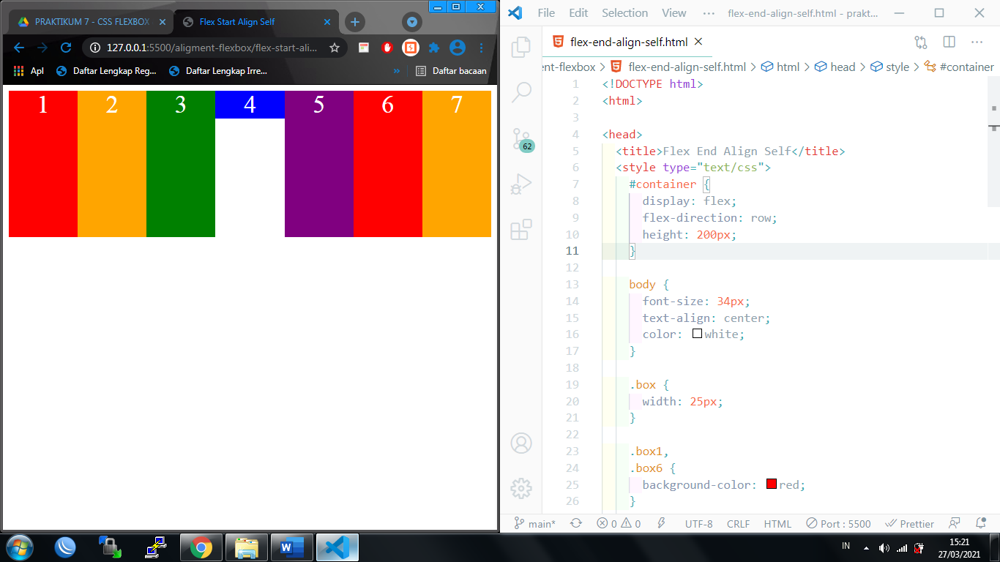 PRAKTIKUM 7 - CSS FLEXBOX
Flex Start Align Self
127.0.0.1:5500/aligment-flexbox/flex-start-ali...
Apl
Daftar Lengkap Reg...
Daftar Lengkap Irre...
»
Daftar bacaan
1 2 3 4 5 6 7
File Edit Selection View ··· flex-end-align-self.html - prakt...
flex-end-align-self.html
ent-flexbox > flex-end-align-self.html > html > head > style > #container
62
1 <!DOCTYPE html>
2 <html>
3
4 <head>
5 <title>Flex End Align Self</title>
6 <style type="text/css">
7 #container {
8 display: flex;
9 flex-direction: row;
10 height: 200px;
11 }
12
13 body {
14 font-size: 34px;
15 text-align: center;
16 color: white;
17 }
18
19 .box {
20 width: 25px;
21 }
22
23 .box1,
24 .box6 {
25 background-color: red;
26 }
main* 0 0 UTF-8 CRLF HTML Port : 5500 Prettier
W
IN
15:21
27/03/2021